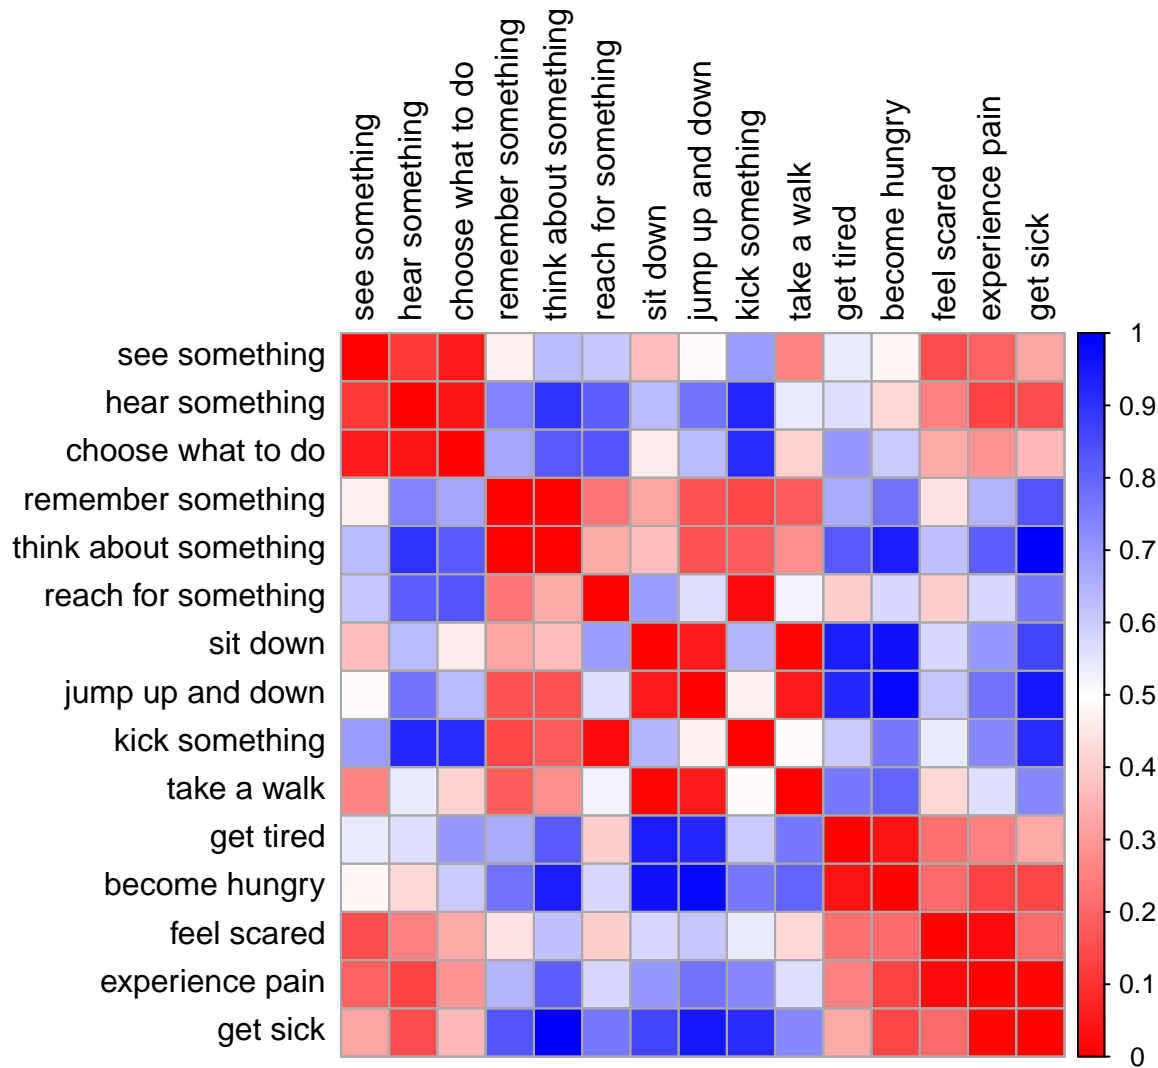 see something
hear something
choose what to do
remember something
think about something
reach for something
sit down
jump up and down
kick something
take a walk
get tired
become hungry
feel scared
experience pain
get sick
see something
hear something
choose what to do
remember something
think about something
reach for something
sit down
jump up and down
kick something
take a walk
get tired
become hungry
feel scared
experience pain
get sick
1
0.9
0.8
0.7
0.6
0.5
0.4
0.3
0.2
0.1
0